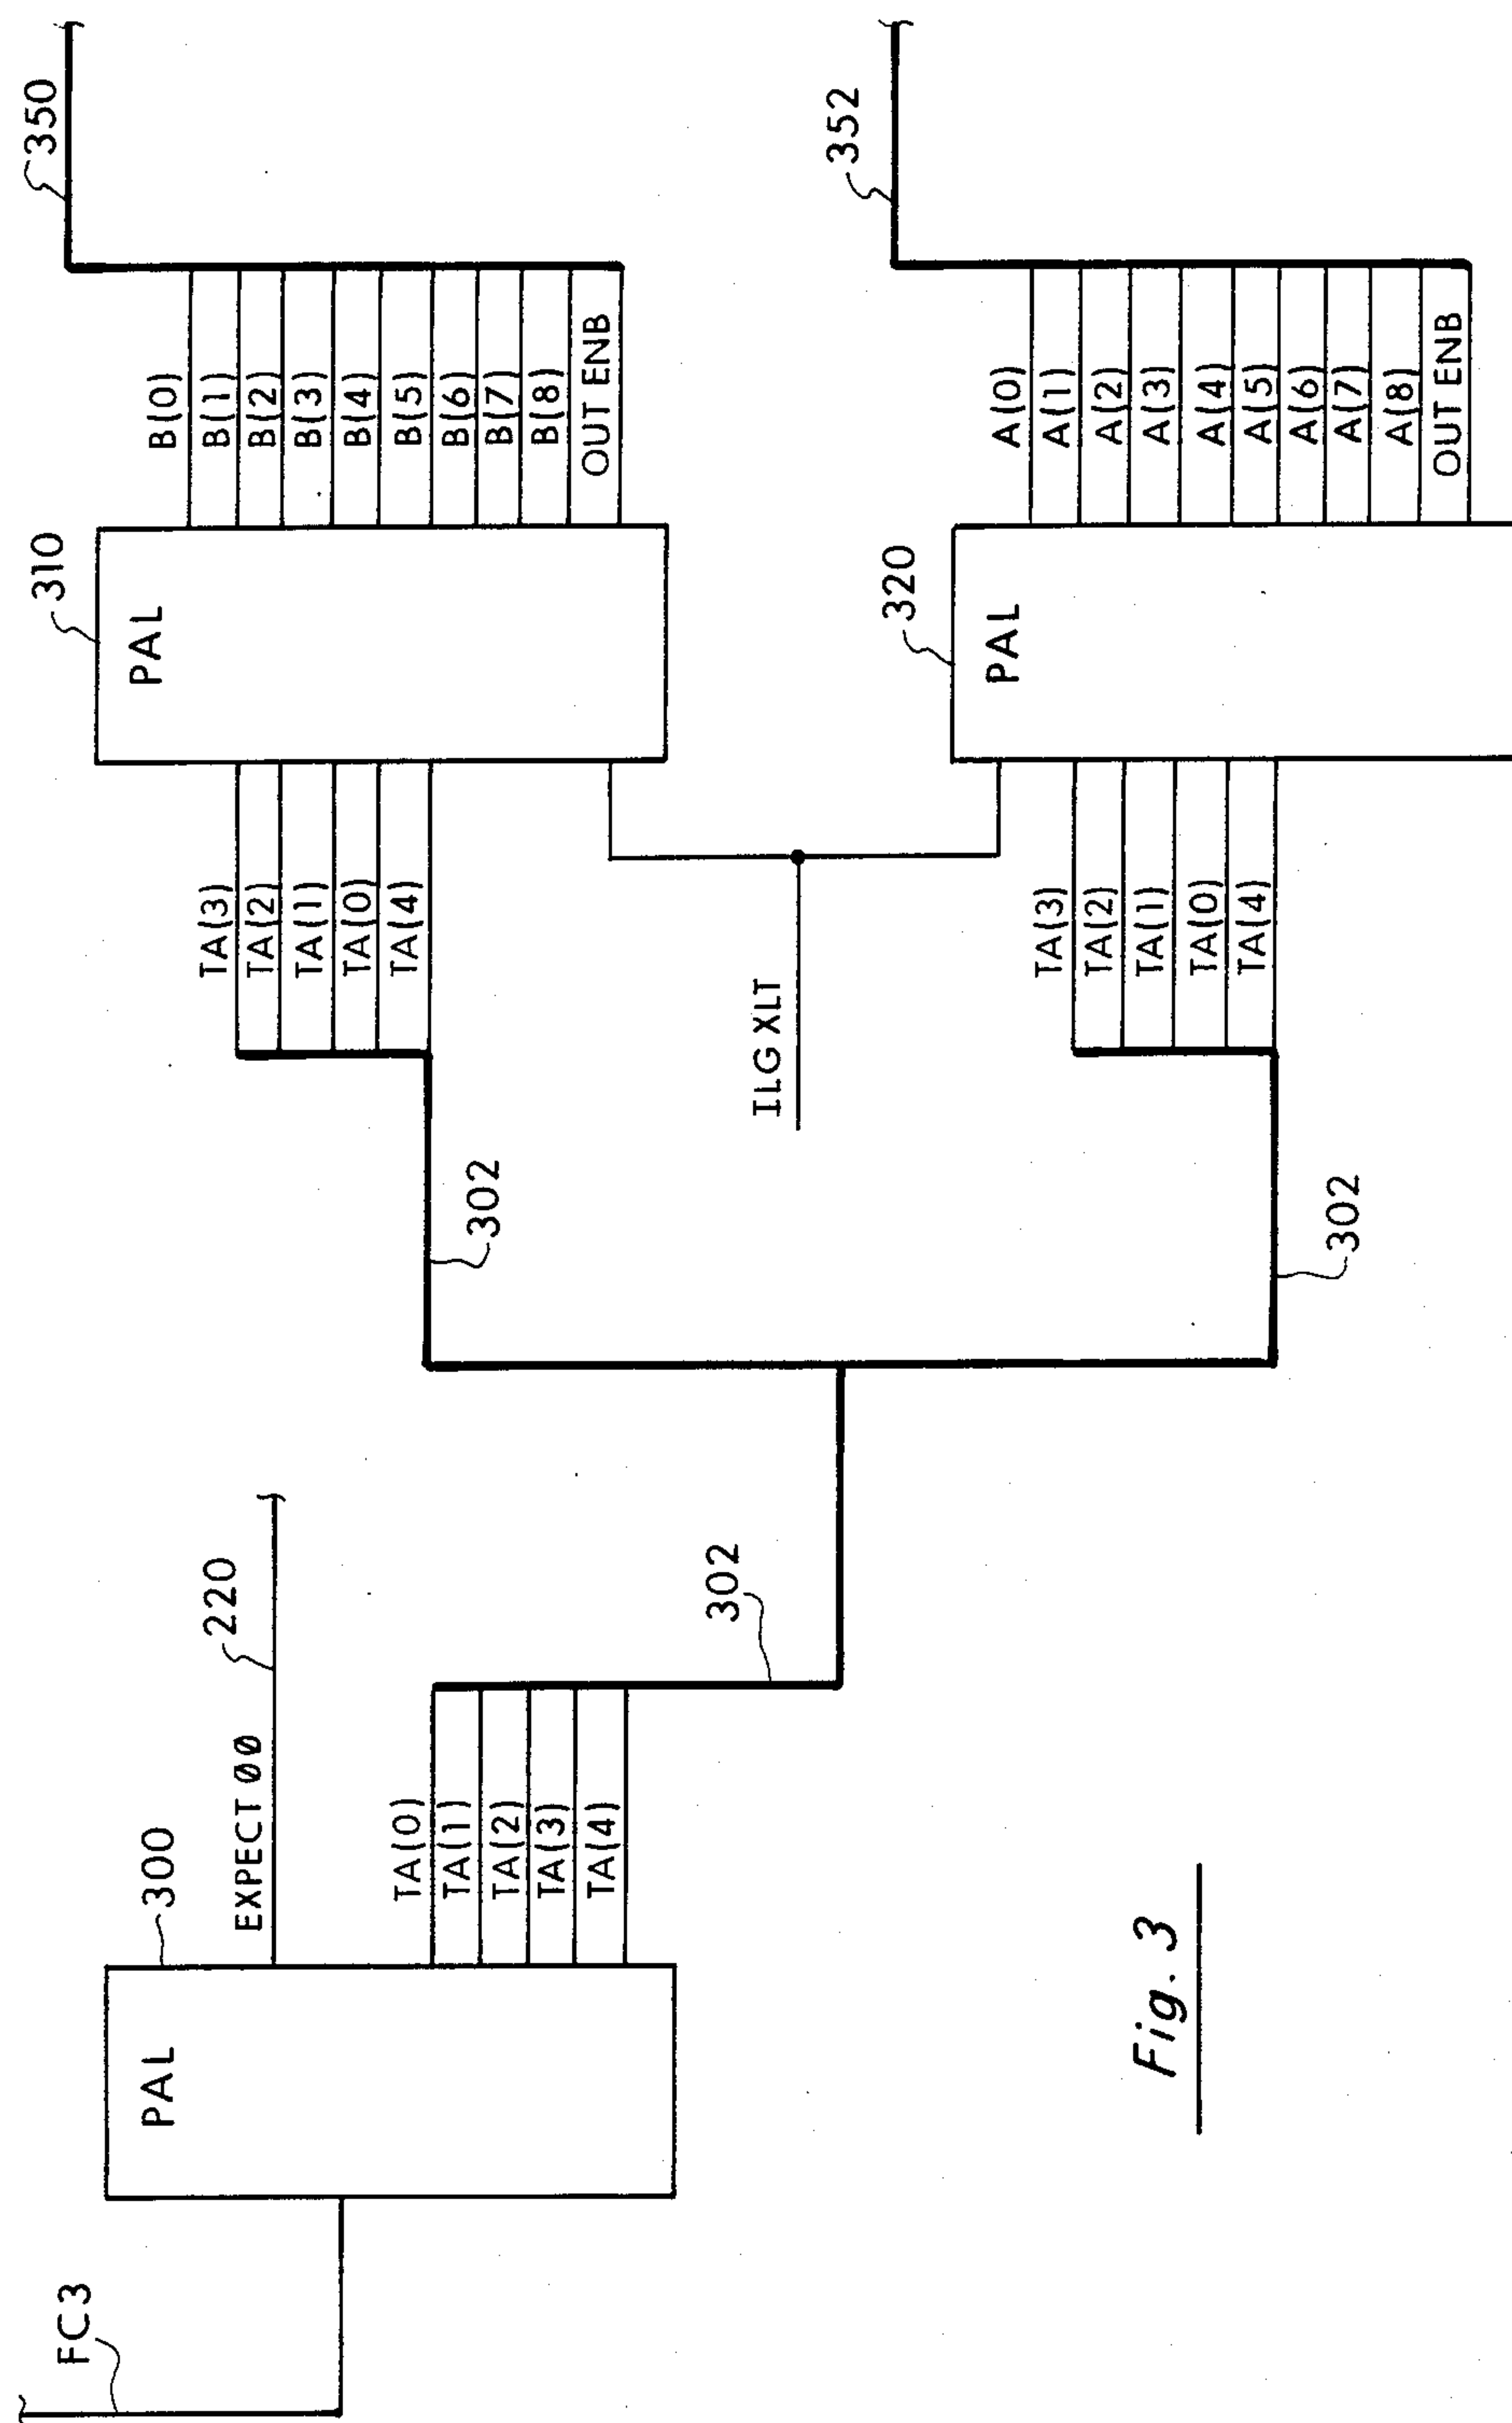 FC3
PAL
300
EXPECT 00
220
TA(0)
TA(1)
TA(2)
TA(3)
TA(4)
302
302
302
TA(3)
TA(2)
TA(1)
TA(0)
TA(4)
PAL
310
B(0)
B(1)
B(2)
B(3)
B(4)
B(5)
B(6)
B(7)
B(8)
OUT ENB
350
ILG XLT
TA(3)
TA(2)
TA(1)
TA(0)
TA(4)
PAL
320
A(0)
A(1)
A(2)
A(3)
A(4)
A(5)
A(6)
A(7)
A(8)
OUT ENB
352
Fig. 3